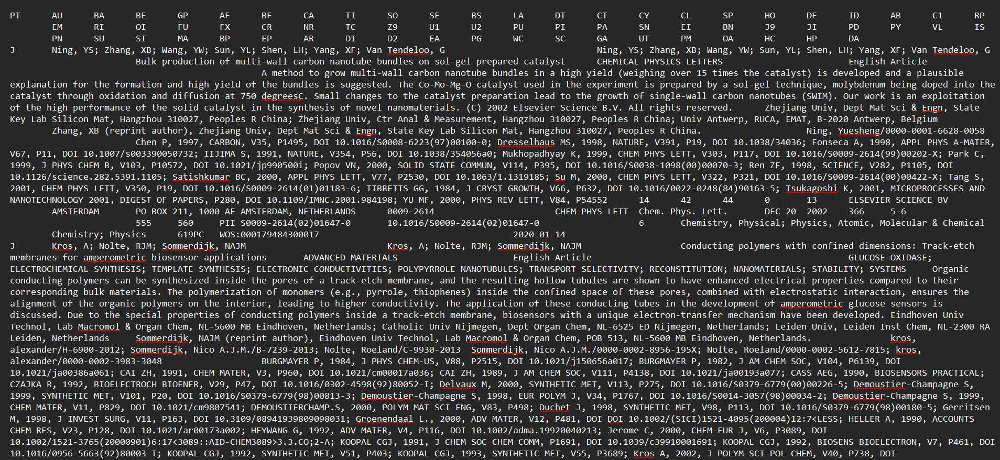 PT AU BA BE GP AF BF CA TI SO SE BS LA DT CT CY CL SP HO DE ID AB C1 RP
EM RI OI FU FX CR NR TC Z9 U1 U2 PU PI PA SN EI BN J9 JI PD PY VL IS
PN SU SI MA BP EP AR DI D2 EA PG WC SC GA UT PM OA HC HP DA
J Ning, YS; Zhang, XB; Wang, YW; Sun, YL; Shen, LH; Yang, XF; Van Tendeloo, G Ning, YS; Zhang, XB; Wang, YW; Sun, YL; Shen, LH; Yang, XF; Van Tendeloo, G
Bulk production of multi-wall carbon nanotube bundles on sol-gel prepared catalyst CHEMICAL PHYSICS LETTERS English Article
A method to grow multi-wall carbon nanotube bundles in a high yield (weighing over 15 times the catalyst) is developed and a plausible
explanation for the formation and high yield of the bundles is suggested. The Co-Mo-Mg-O catalyst used in the experiment is prepared by a sol-gel technique, molybdenum being doped into the
catalyst through oxidation and diffusion at 750 degreesC. Small changes to the catalyst preparation lead to the growth of single-wall carbon nanotubes (SWIM). Our work is an exploitation
of the high performance of the solid catalyst in the synthesis of novel nanomaterials. (C) 2002 Elsevier Science B.V. All rights reserved. Zhejiang Univ, Dept Mat Sci & Engn, State
Key Lab Silicon Mat, Hangzhou 310027, Peoples R China; Zhejiang Univ, Ctr Anal & Measurement, Hangzhou 310027, Peoples R China; Univ Antwerp, RUCA, EMAT, B-2020 Antwerp, Belgium
Zhang, XB (reprint author), Zhejiang Univ, Dept Mat Sci & Engn, State Key Lab Silicon Mat, Hangzhou 310027, Peoples R China. Ning, Yuesheng/0000-0001-6628-0058
Chen P, 1997, CARBON, V35, P1495, DOI 10.1016/S0008-6223(97)00100-0; Dresselhaus MS, 1998, NATURE, V391, P19, DOI 10.1038/34036; Fonseca A, 1998, APPL PHYS A-MATER,
V67, P11, DOI 10.1007/s003390050732; IIJIMA S, 1991, NATURE, V354, P56, DOI 10.1038/354056a0; Mukhopadhyay K, 1999, CHEM PHYS LETT, V303, P117, DOI 10.1016/S0009-2614(99)00202-X; Park C,
1999, J PHYS CHEM B, V103, P10572, DOI 10.1021/jp990500i; Popov VN, 2000, SOLID STATE COMMUN, V114, P395, DOI 10.1016/S0038-1098(00)00070-3; Ren ZF, 1998, SCIENCE, V282, P1105, DOI
10.1126/science.282.5391.1105; Satishkumar BC, 2000, APPL PHYS LETT, V77, P2530, DOI 10.1063/1.1319185; Su M, 2000, CHEM PHYS LETT, V322, P321, DOI 10.1016/S0009-2614(00)00422-X; Tang S,
2001, CHEM PHYS LETT, V350, P19, DOI 10.1016/S0009-2614(01)01183-6; TIBBETTS GG, 1984, J CRYST GROWTH, V66, P632, DOI 10.1016/0022-0248(84)90163-5; Tsukagoshi K, 2001, MICROPROCESSES AND
NANOTECHNOLOGY 2001, DIGEST OF PAPERS, P280, DOI 10.1109/IMNC.2001.984198; YU MF, 2000, PHYS REV LETT, V84, P54552 14 42 44 0 13 ELSEVIER SCIENCE BV
AMSTERDAM PO BOX 211, 1000 AE AMSTERDAM, NETHERLANDS 0009-2614 CHEM PHYS LETT Chem. Phys. Lett. DEC 20 2002 366 5-6
555 560 PII S0009-2614(02)01647-0 10.1016/S0009-2614(02)01647-0 6 Chemistry, Physical; Physics, Atomic, Molecular & Chemical
Chemistry; Physics 619PC WOS:000179484300017 2020-01-14
J Kros, A; Nolte, RJM; Sommerdijk, NAJM Kros, A; Nolte, RJM; Sommerdijk, NAJM Conducting polymers with confined dimensions: Track-etch
membranes for amperometric biosensor applications ADVANCED MATERIALS English Article GLUCOSE-OXIDASE;
ELECTROCHEMICAL SYNTHESIS; TEMPLATE SYNTHESIS; ELECTRONIC CONDUCTIVITIES; POLYPYRROLE NANOTUBULES; TRANSPORT SELECTIVITY; RECONSTITUTION; NANOMATERIALS; STABILITY; SYSTEMS Organic
conducting polymers can be synthesized inside the pores of a track-etch membrane, and the resulting hollow tubules are shown to have enhanced electrical properties compared to their
corresponding bulk materials. The polymerization of monomers (e.g., pyrrole, thiophenes) inside the confined space of these pores, combined with electrostatic interaction, ensures the
alignment of the organic polymers on the interior, leading to higher conductivity. The application of these conducting tubes in the development of amperometric glucose sensors is
discussed. Due to the special properties of conducting polymers inside a track-etch membrane, biosensors with a unique electron-transfer mechanism have been developed. Eindhoven Univ
Technol, Lab Macromol & Organ Chem, NL-5600 MB Eindhoven, Netherlands; Catholic Univ Nijmegen, Dept Organ Chem, NL-6525 ED Nijmegen, Netherlands; Leiden Univ, Leiden Inst Chem, NL-2300 RA
Leiden, Netherlands Sommerdijk, NAJM (reprint author), Eindhoven Univ Technol, Lab Macromol & Organ Chem, POB 513, NL-5600 MB Eindhoven, Netherlands. kros,
alexander/H-6900-2012; Sommerdijk, Nico A.J.M./B-7239-2013; Nolte, Roeland/C-9930-2013 Sommerdijk, Nico A.J.M./0000-0002-8956-195X; Nolte, Roeland/0000-0002-5612-7815; kros,
alexander/0000-0002-3983-3048 BURGMAYER P, 1984, J PHYS CHEM-US, V88, P2515, DOI 10.1021/j150656a017; BURGMAYER P, 1982, J AM CHEM SOC, V104, P6139, DOI
10.1021/ja00386a061; CAI ZH, 1991, CHEM MATER, V3, P960, DOI 10.1021/cm00017a036; CAI ZH, 1989, J AM CHEM SOC, V111, P4138, DOI 10.1021/ja00193a077; CASS AEG, 1990, BIOSENSORS PRACTICAL;
CZAJKA R, 1992, BIOELECTROCH BIOENER, V29, P47, DOI 10.1016/0302-4598(92)80052-I; Delvaux M, 2000, SYNTHETIC MET, V113, P275, DOI 10.1016/S0379-6779(00)00226-5; Demoustier-Champagne S,
1999, SYNTHETIC MET, V101, P20, DOI 10.1016/S0379-6779(98)00813-3; Demoustier-Champagne S, 1998, EUR POLYM J, V34, P1767, DOI 10.1016/S0014-3057(98)00034-2; Demoustier-Champagne S, 1999,
CHEM MATER, V11, P829, DOI 10.1021/cm9807541; DEMOUSTIERCHAMP.S, 2000, POLYM MAT SCI ENG, V83, P498; Duchet J, 1998, SYNTHETIC MET, V98, P113, DOI 10.1016/S0379-6779(98)00180-5; Gerritsen
M, 1998, J INVEST SURG, V11, P163, DOI 10.3109/08941939809098031; Groenendaal L., 2000, ADV MATER, V12, P481, DOI DOI 10.1002/(SICI)1521-4095(200004)12:7<LESS; HELLER A, 1990, ACCOUNTS
CHEM RES, V23, P128, DOI 10.1021/ar00173a002; HEYWANG G, 1992, ADV MATER, V4, P116, DOI 10.1002/adma.19920040213; Jerome C, 2000, CHEM-EUR J, V6, P3089, DOI
10.1002/1521-3765(20000901)6:17<3089::AID-CHEM3089>3.3.CO;2-A; KOOPAL CGJ, 1991, J CHEM SOC CHEM COMM, P1691, DOI 10.1039/c39910001691; KOOPAL CGJ, 1992, BIOSENS BIOELECTRON, V7, P461, DOI
10.1016/0956-5663(92)80003-T; KOOPAL CGJ, 1992, SYNTHETIC MET, V51, P403; KOOPAL CGJ, 1993, SYNTHETIC MET, V55, P3689; Kros A, 2002, J POLYM SCI POL CHEM, V40, P738, DOI